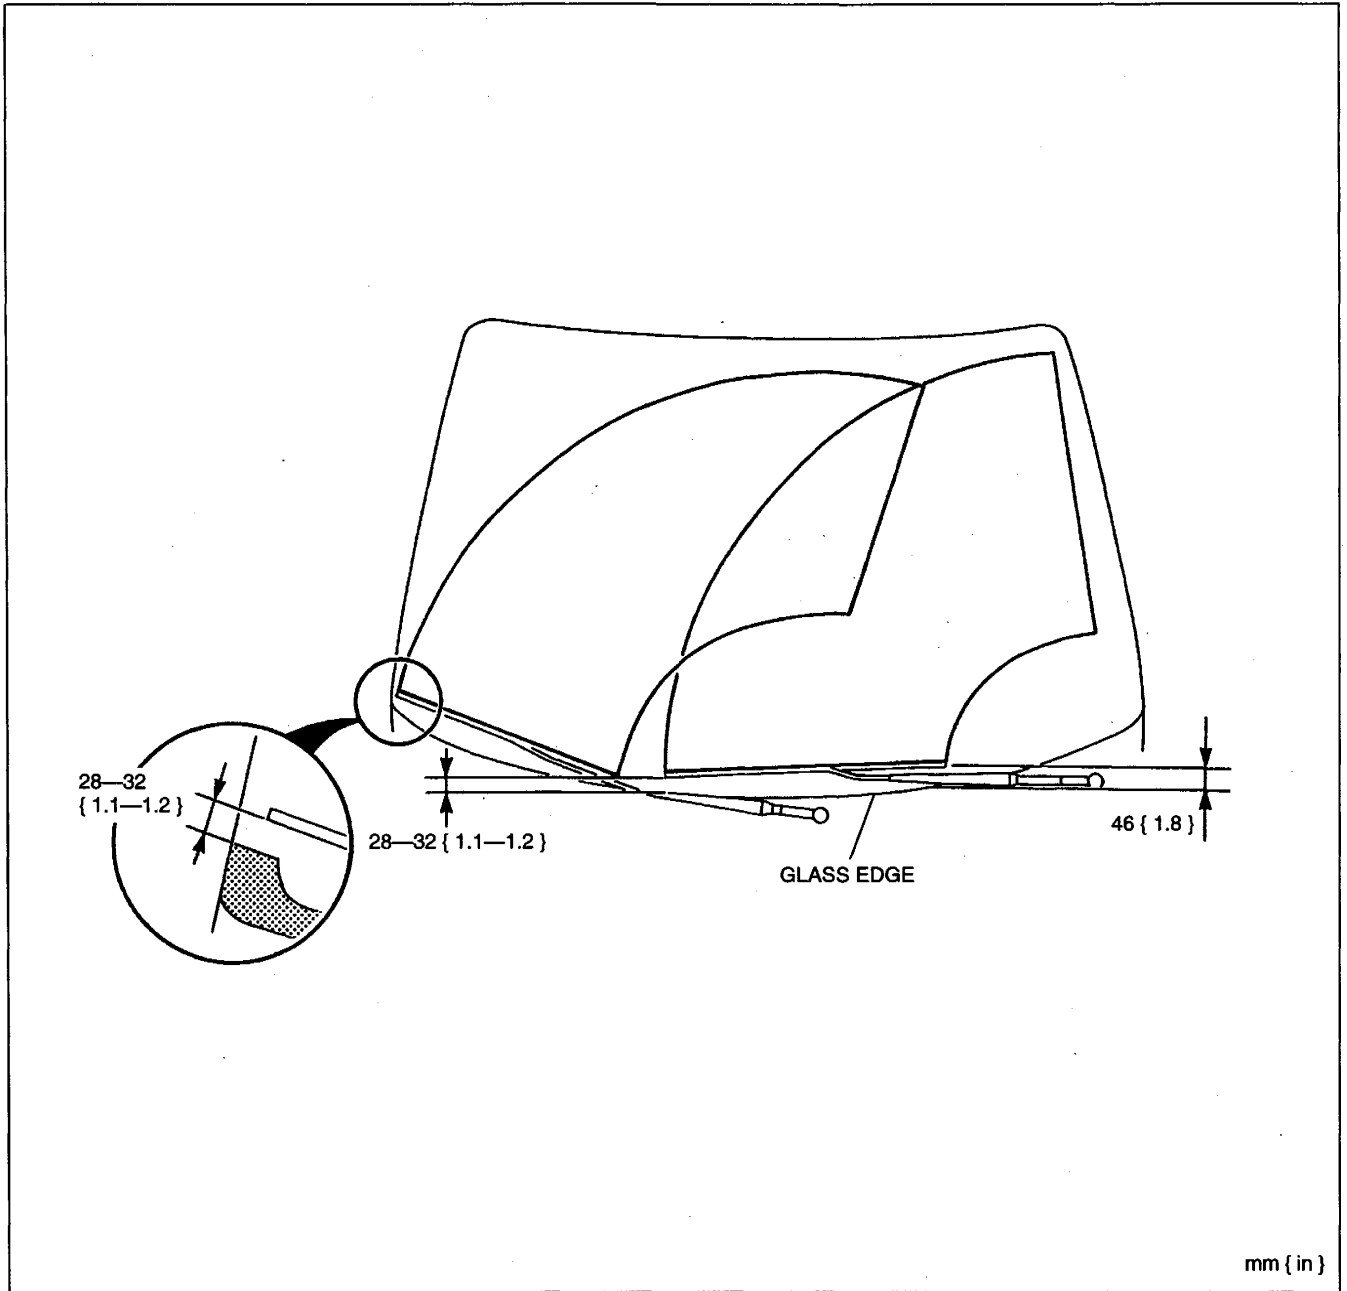 28—32
{ 1.1—1.2 }
28—32 { 1.1—1.2 }
46 { 1.8 }
GLASS EDGE
mm { in }